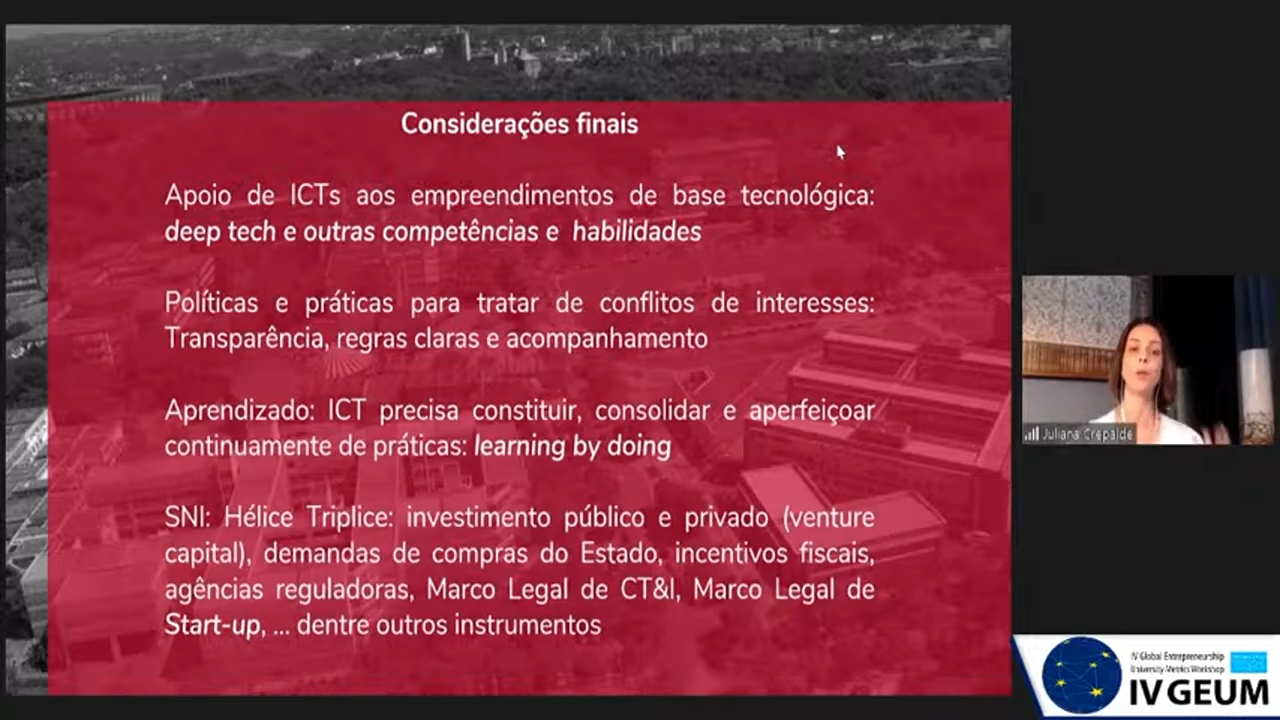 Considerações finais
Apoio de ICTs aos empreendimentos de base tecnológica:
deep tech e outras competências e habilidades
Políticas e práticas para tratar de conflitos de interesses:
Transparência, regras claras e acompanhamento
Aprendizado: ICT precisa constituir, consolidar e aperfeiçoar
continuamente de práticas: learning by doing
SNI: Hélice Triplice: investimento público e privado (venture
capital), demandas de compras do Estado, incentivos fiscais,
agências reguladoras, Marco Legal de CT&I, Marco Legal de
Start-up, ... dentre outros instrumentos
Juliana Crepalde
IV Global Entrepreneurship
University Metrics Workshop
IV GEUM